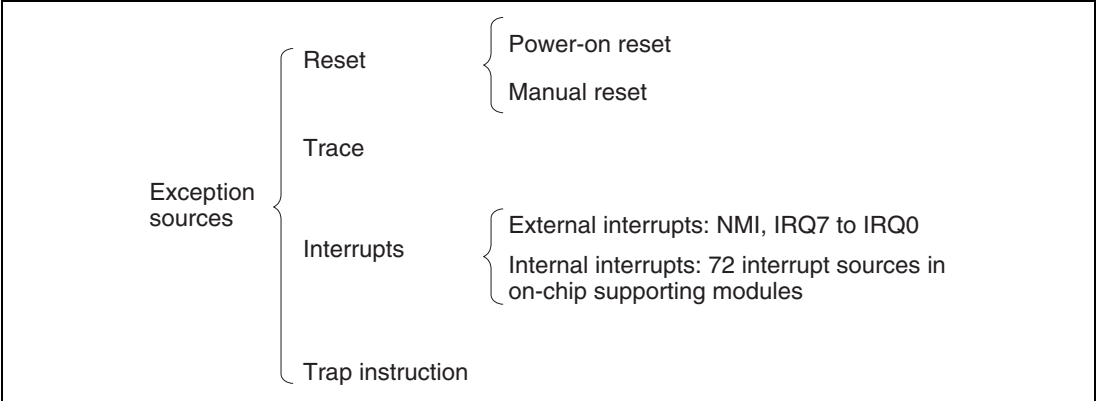 Exception
sources
Reset
Power-on reset
Manual reset
Trace
Interrupts
External interrupts: NMI, IRQ7 to IRQ0
Internal interrupts: 72 interrupt sources in
on-chip supporting modules
Trap instruction